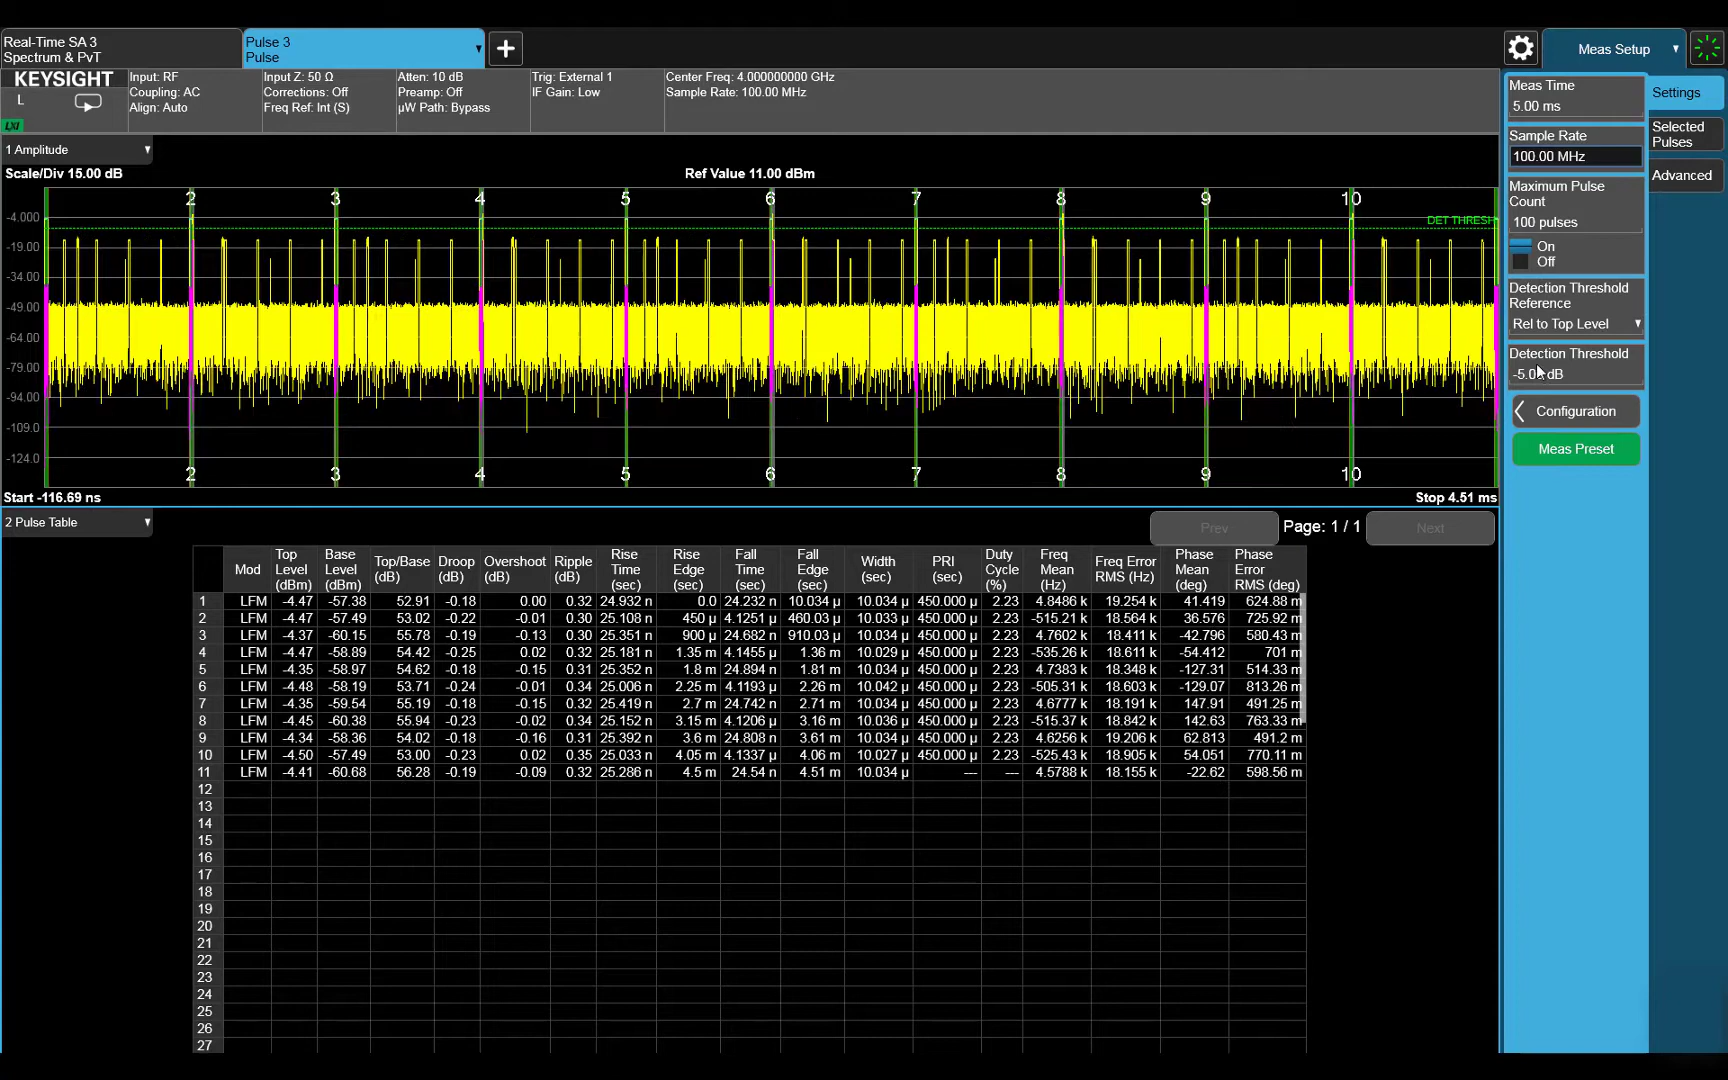 Real-Time SA 3
Spectrum & PvT
Pulse 3
Pulse
Meas Setup
KEYSIGHT
L
LXI
Input: RF
Coupling: AC
Align: Auto
Input Z: 50 Ω
Corrections: Off
Freq Ref: Int (S)
Atten: 10 dB
Preamp: Off
µW Path: Bypass
Trig: External 1
IF Gain: Low
Center Freq: 4.000000000 GHz
Sample Rate: 100.00 MHz
1 Amplitude
Scale/Div 15.00 dB
Ref Value 11.00 dBm
2 3 4 5 6 7 8 9 10
DET THRESH
-4.000
-19.00
-34.00
-49.00
-64.00
-79.00
-94.00
-109.0
-124.0
2 3 4 5 6 7 8 9 10
Start -116.69 ns
Stop 4.51 ms
2 Pulse Table
Prev
Page: 1 / 1
Next
Mod Top Level (dBm) Base Level (dBm) Top/Base (dB) Droop (dB) Overshoot (dB) Ripple (dB) Rise Time (sec) Rise Edge (sec) Fall Time (sec) Fall Edge (sec) Width (sec) PRI (sec) Duty Cycle (%) Freq Mean (Hz) Freq Error RMS (Hz) Phase Mean (deg) Phase Error RMS (deg)
1 LFM -4.47 -57.38 52.91 -0.18 0.00 0.32 24.932 n 0.0 24.232 n 10.034 µ 10.034 µ 450.000 µ 2.23 4.8486 k 19.254 k 41.419 624.88 m
2 LFM -4.47 -57.49 53.02 -0.22 -0.01 0.30 25.108 n 450 µ 4.1251 µ 460.03 µ 10.033 µ 450.000 µ 2.23 -515.21 k 18.564 k 36.576 725.92 m
3 LFM -4.37 -60.15 55.78 -0.19 -0.13 0.30 25.351 n 900 µ 24.682 n 910.03 µ 10.034 µ 450.000 µ 2.23 4.7602 k 18.411 k -42.796 580.43 m
4 LFM -4.47 -58.89 54.42 -0.25 0.02 0.32 25.181 n 1.35 m 4.1455 µ 1.36 m 10.029 µ 450.000 µ 2.23 -535.26 k 18.611 k -54.412 701 m
5 LFM -4.35 -58.97 54.62 -0.18 -0.15 0.31 25.352 n 1.8 m 24.894 n 1.81 m 10.034 µ 450.000 µ 2.23 4.7383 k 18.348 k -127.31 514.33 m
6 LFM -4.48 -58.19 53.71 -0.24 -0.01 0.34 25.006 n 2.25 m 4.1193 µ 2.26 m 10.042 µ 450.000 µ 2.23 -505.31 k 18.603 k -129.07 813.26 m
7 LFM -4.35 -59.54 55.19 -0.18 -0.15 0.32 25.419 n 2.7 m 24.742 n 2.71 m 10.034 µ 450.000 µ 2.23 4.6777 k 18.191 k 147.91 491.25 m
8 LFM -4.45 -60.38 55.94 -0.23 -0.02 0.34 25.152 n 3.15 m 4.1206 µ 3.16 m 10.036 µ 450.000 µ 2.23 -515.37 k 18.842 k 142.63 763.33 m
9 LFM -4.34 -58.36 54.02 -0.18 -0.16 0.31 25.392 n 3.6 m 24.808 n 3.61 m 10.034 µ 450.000 µ 2.23 4.6256 k 19.206 k 62.813 491.2 m
10 LFM -4.50 -57.49 53.00 -0.23 0.02 0.35 25.033 n 4.05 m 4.1337 µ 4.06 m 10.027 µ 450.000 µ 2.23 -525.43 k 18.905 k 54.051 770.11 m
11 LFM -4.41 -60.68 56.28 -0.19 -0.09 0.32 25.286 n 4.5 m 24.54 n 4.51 m 10.034 µ --- --- 4.5788 k 18.155 k -22.62 598.56 m
12
13
14
15
16
17
18
19
20
21
22
23
24
25
26
27
Meas Time
5.00 ms
Sample Rate
100.00 MHz
Maximum Pulse
Count
100 pulses
On
Off
Detection Threshold
Reference
Rel to Top Level
Detection Threshold
-5.00 dB
Configuration
Meas Preset
Settings
Selected
Pulses
Advanced